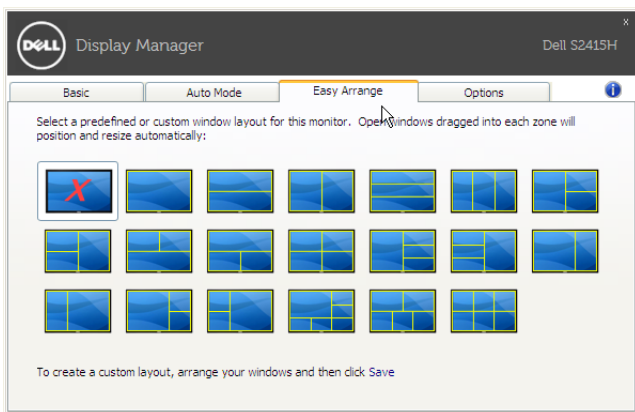 x
DELL Display Manager Dell S2415H
Basic Auto Mode Easy Arrange Options i
Select a predefined or custom window layout for this monitor. Open windows dragged into each zone will
position and resize automatically:
X
To create a custom layout, arrange your windows and then click Save